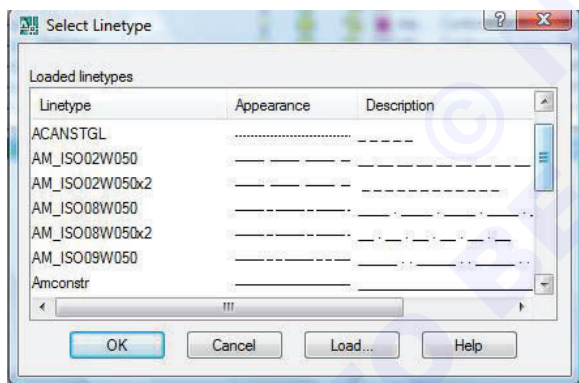 Select Linetype
Loaded linetypes
Linetype Appearance Description
ACANSTGL
AM_ISO02W050
AM_ISO02W050x2
AM_ISO08W050
AM_ISO08W050x2
AM_ISO09W050
Amconstr
OK Cancel Load... Help